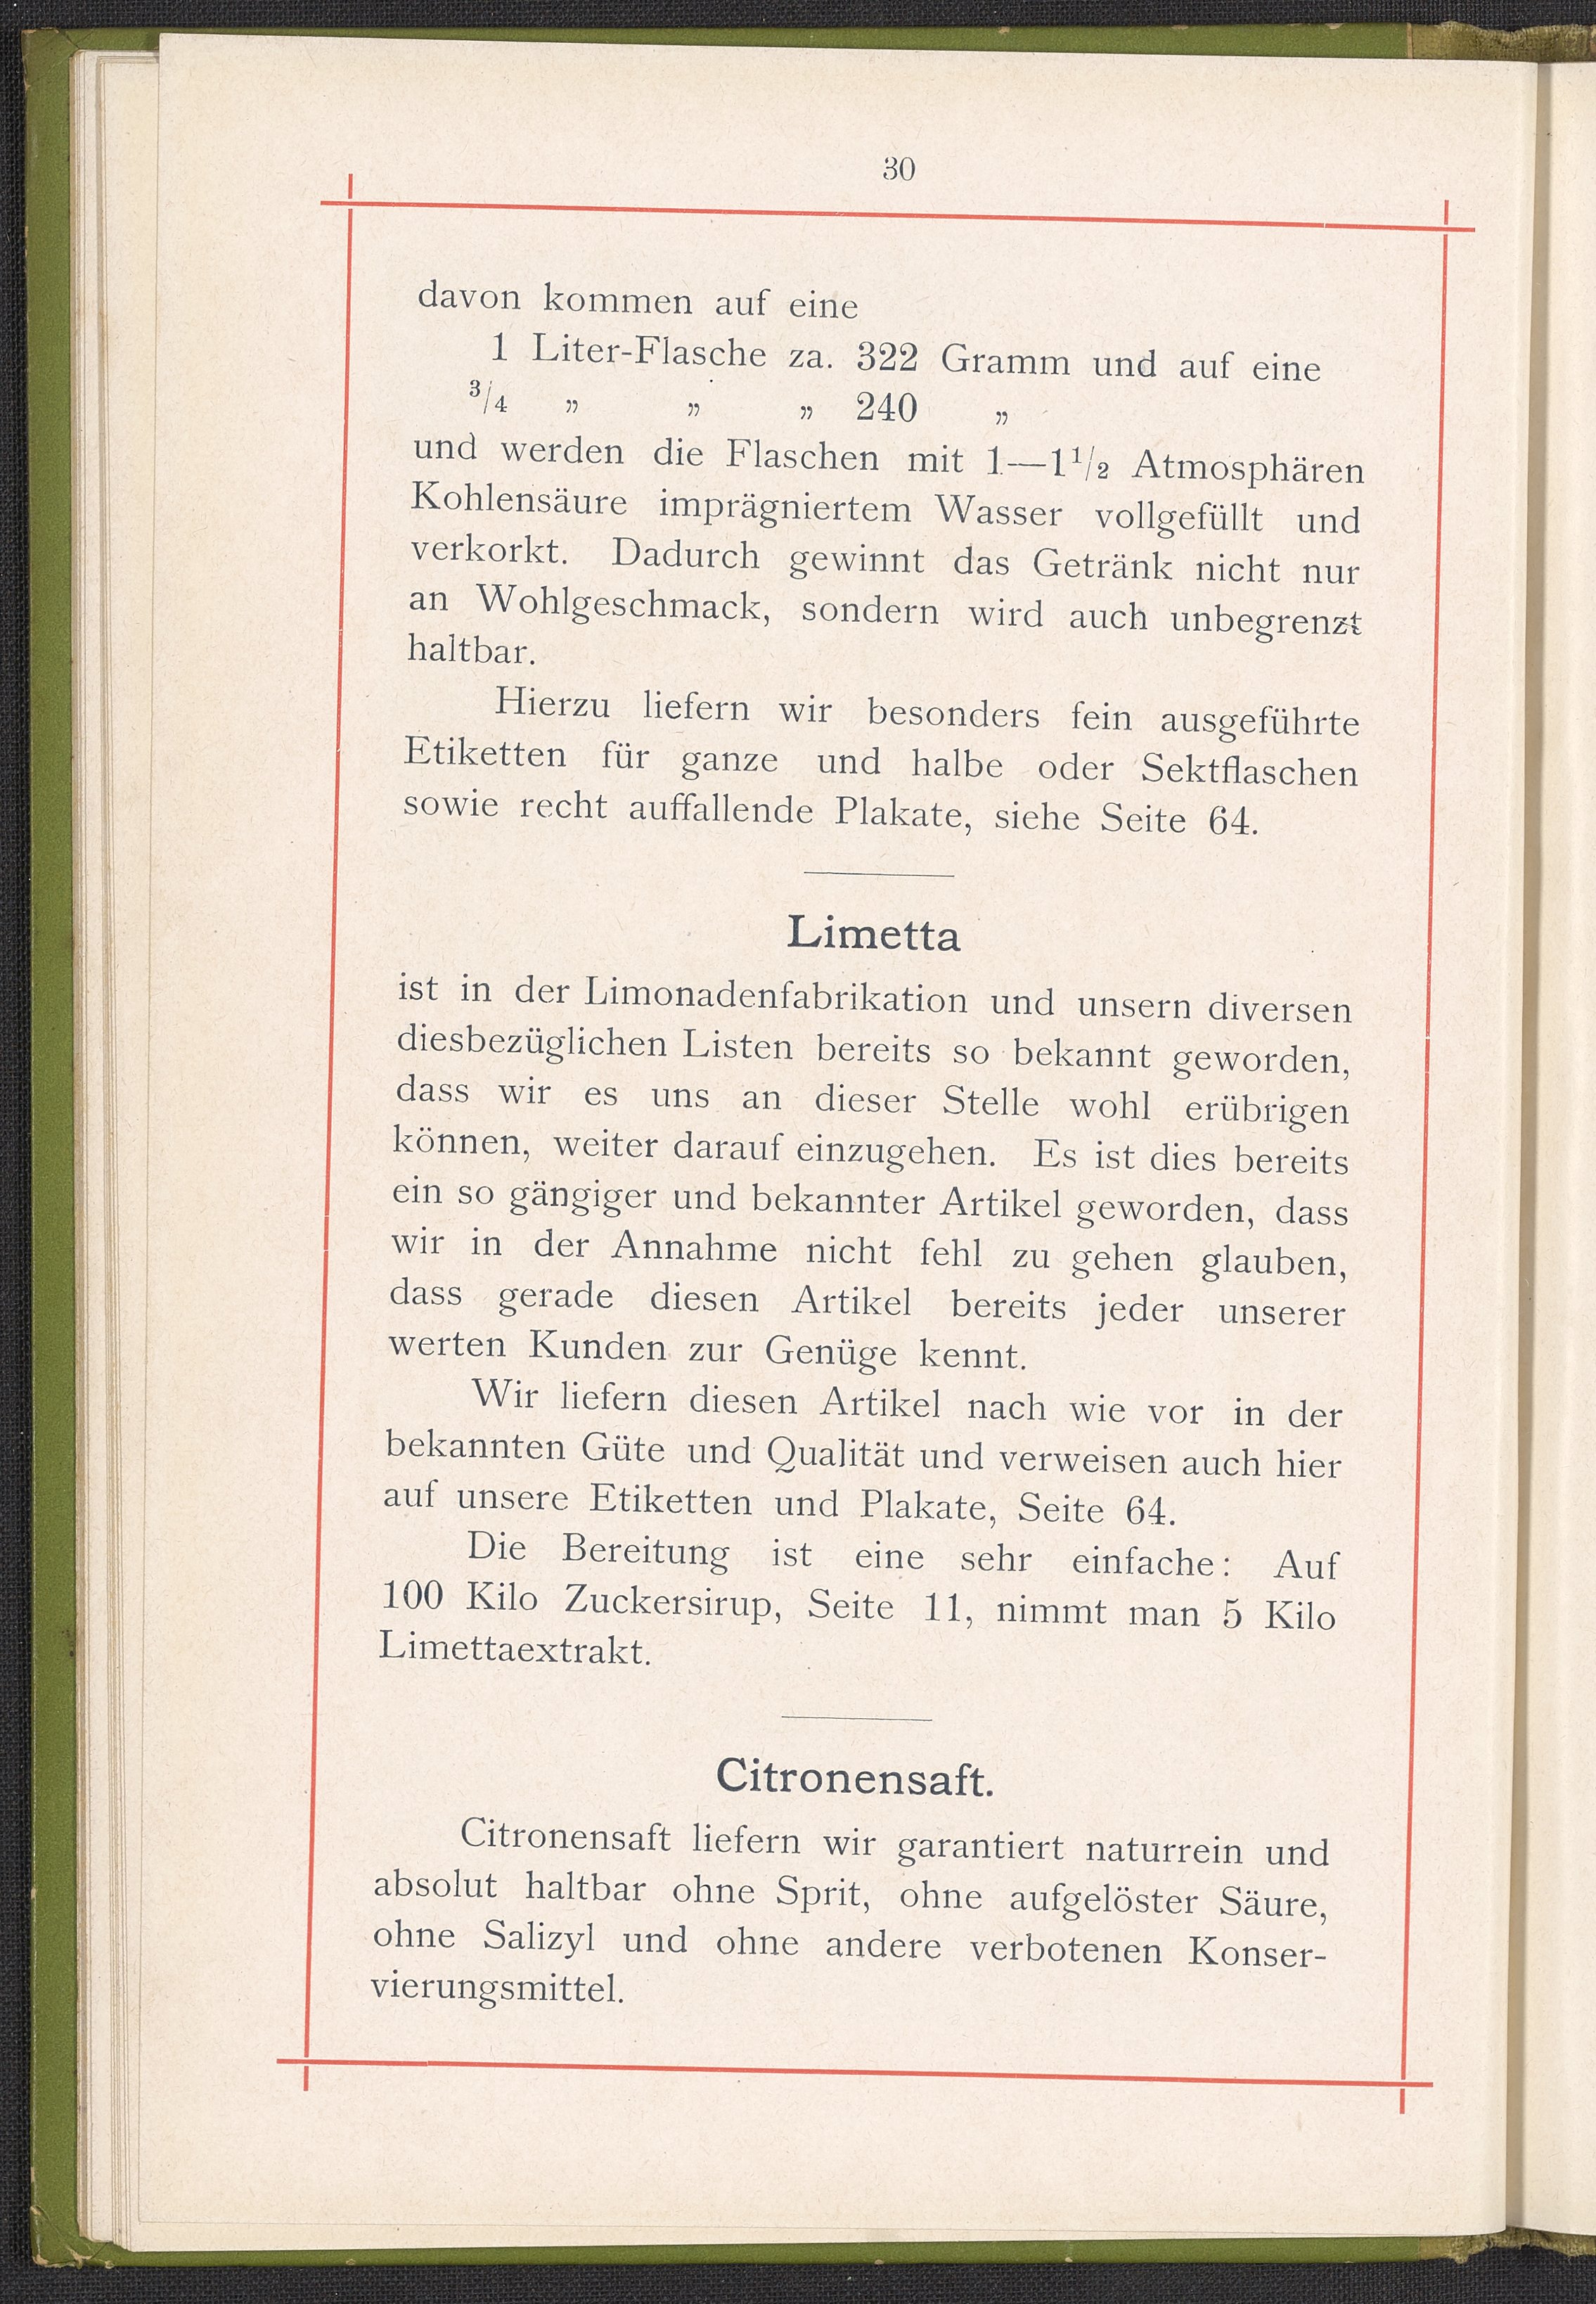 30
davon kommen auf eine
1 Liter-Flasche za. 322 Gramm und auf eine
3/4 „ „ „ 240 „
und werden die Flaschen mit 1—1 1/2 Atmosphären
Kohlensäure imprägniertem Wasser vollgefüllt und
verkorkt. Dadurch gewinnt das Getränk nicht nur
an Wohlgeschmack, sondern wird auch unbegrenzt
haltbar.
Hierzu liefern wir besonders fein ausgeführte
Etiketten für ganze und halbe oder Sektflaschen
sowie recht auffallende Plakate, siehe Seite 64.
Limetta
ist in der Limonadenfabrikation und unsern diversen
diesbezüglichen Listen bereits so bekannt geworden,
dass wir es uns an dieser Stelle wohl erübrigen
können, weiter darauf einzugehen. Es ist dies bereits
ein so gängiger und bekannter Artikel geworden, dass
wir in der Annahme nicht fehl zu gehen glauben,
dass gerade diesen Artikel bereits jeder unserer
werten Kunden zur Genüge kennt.
Wir liefern diesen Artikel nach wie vor in der
bekannten Güte und Qualität und verweisen auch hier
auf unsere Etiketten und Plakate, Seite 64.
Die Bereitung ist eine sehr einfache: Auf
100 Kilo Zuckersirup, Seite 11, nimmt man 5 Kilo
Limettaextrakt.
Citronensaft.
Citronensaft liefern wir garantiert naturrein und
absolut haltbar ohne Sprit, ohne aufgelöster Säure,
ohne Salizyl und ohne andere verbotenen Konser-
vierungsmittel.